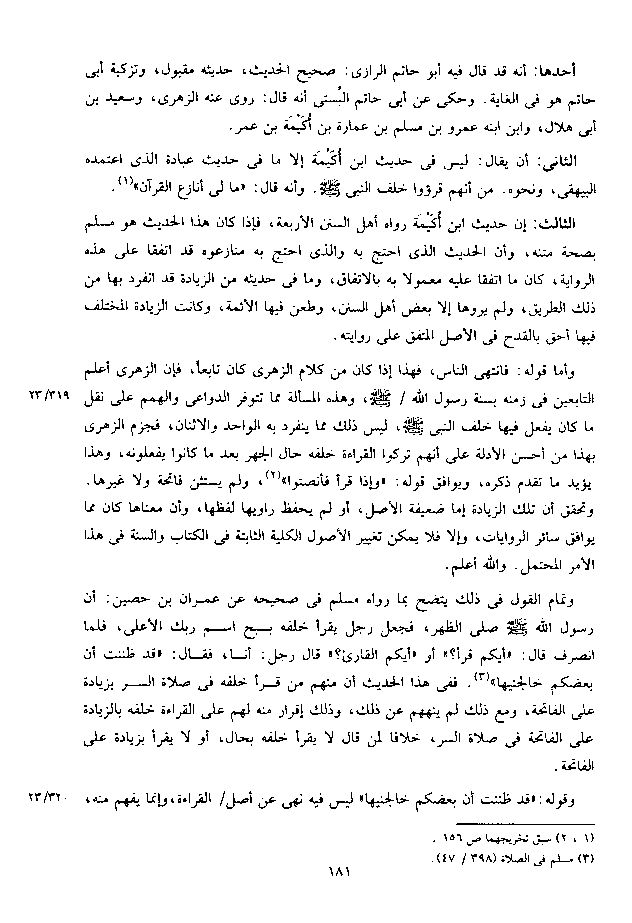 أحدها: أنه قد قال فيه أبو حاتم الرازى: صحيح الحديث، حديثه مقبول، وتزكية أبى
حاتم هو فى الغاية. وحكى عن أبى حاتم البُستى أنه قال: روى عنه الزهرى، وسعيد بن
أبى هلال، وابن ابنه عمرو بن مسلم بن عمارة بن أُكَيْمَة بن عمر.
الثانى: أن يقال: ليس فى حديث ابن أُكَيْمَة إلا ما فى حديث عبادة الذى اعتمده
البيهقى، ونحوه. من أنهم قرؤوا خلف النبى ﷺ. وأنه قال: «ما لى أنازع القرآن»(١).
الثالث: إن حديث ابن أُكَيْمَة رواه أهل السنن الأربعة، فإذا كان هذا الحديث هو مسلم
بصحة متنه، وأن الحديث الذى احتج به والذى احتج به منازعوه قد اتفقا على هذه
الرواية، كان ما اتفقا عليه معمولا به بالاتفاق، وما فى حديثه من الزيادة قد انفرد بها من
ذلك الطريق، ولم يروها إلا بعض أهل السنن، وطعن فيها الأئمة، وكانت الزيادة المختلف
فيها أحق بالقدح فى الأصل المتفق على روايته.
وأما قوله: فانتهى الناس، فهذا إذا كان من كلام الزهرى كان تابعاً، فإن الزهرى أعلم
التابعين فى زمنه بسنة رسول الله / ﷺ، وهذه المسألة مما تتوفر الدواعى والهمم على نقل ٢٣/٣١٩
ما كان يفعل فيها خلف النبى ﷺ، ليس ذلك مما ينفرد به الواحد والاثنان، فجزم الزهرى
بهذا من أحسن الأدلة على أنهم تركوا القراءة خلفه حال الجهر بعد ما كانوا يفعلونه، وهذا
يؤيد ما تقدم ذكره، ويوافق قوله: «وإذا قرأ فأنصتوا»(٢)، ولم يستثن فاتحة ولا غيرها.
وتحقق أن تلك الزيادة إما ضعيفة الأصل، أو لم يحفظ راويها لفظها، وأن معناها كان مما
يوافق سائر الروايات، وإلا فلا يمكن تغيير الأصول الكلية الثابتة فى الكتاب والسنة فى هذا
الأمر المحتمل. والله أعلم.
وتمام القول فى ذلك يتضح بما رواه مسلم فى صحيحه عن عمران بن حصين: أن
رسول الله ﷺ صلى الظهر، فجعل رجل يقرأ خلفه بسبح اسم ربك الأعلى، فلما
انصرف قال: «أيكم قرأ؟» أو «أيكم القارئ؟» قال رجل: أنا، فقال: «قد ظننت أن
بعضكم خالجنيها»(٣). ففى هذا الحديث أن منهم من قرأ خلفه فى صلاة السر بزيادة
على الفاتحة، ومع ذلك لم ينههم عن ذلك، وذلك إقرار منه لهم على القراءة خلفه بالزيادة
على الفاتحة فى صلاة السر، خلافا لمن قال لا يقرأ خلفه بحال، أو لا يقرأ بزيادة على
الفاتحة.
وقوله: «قد ظننت أن بعضكم خالجنيها» ليس فيه نهى عن أصل/ القراءة، وإنما يفهم منه، ٢٣/٣٢٠
(١ ، ٢) سبق تخريجهما ص ١٥٦ .
(٣) مسلم فى الصلاة (٣٩٨ / ٤٧).
١٨١